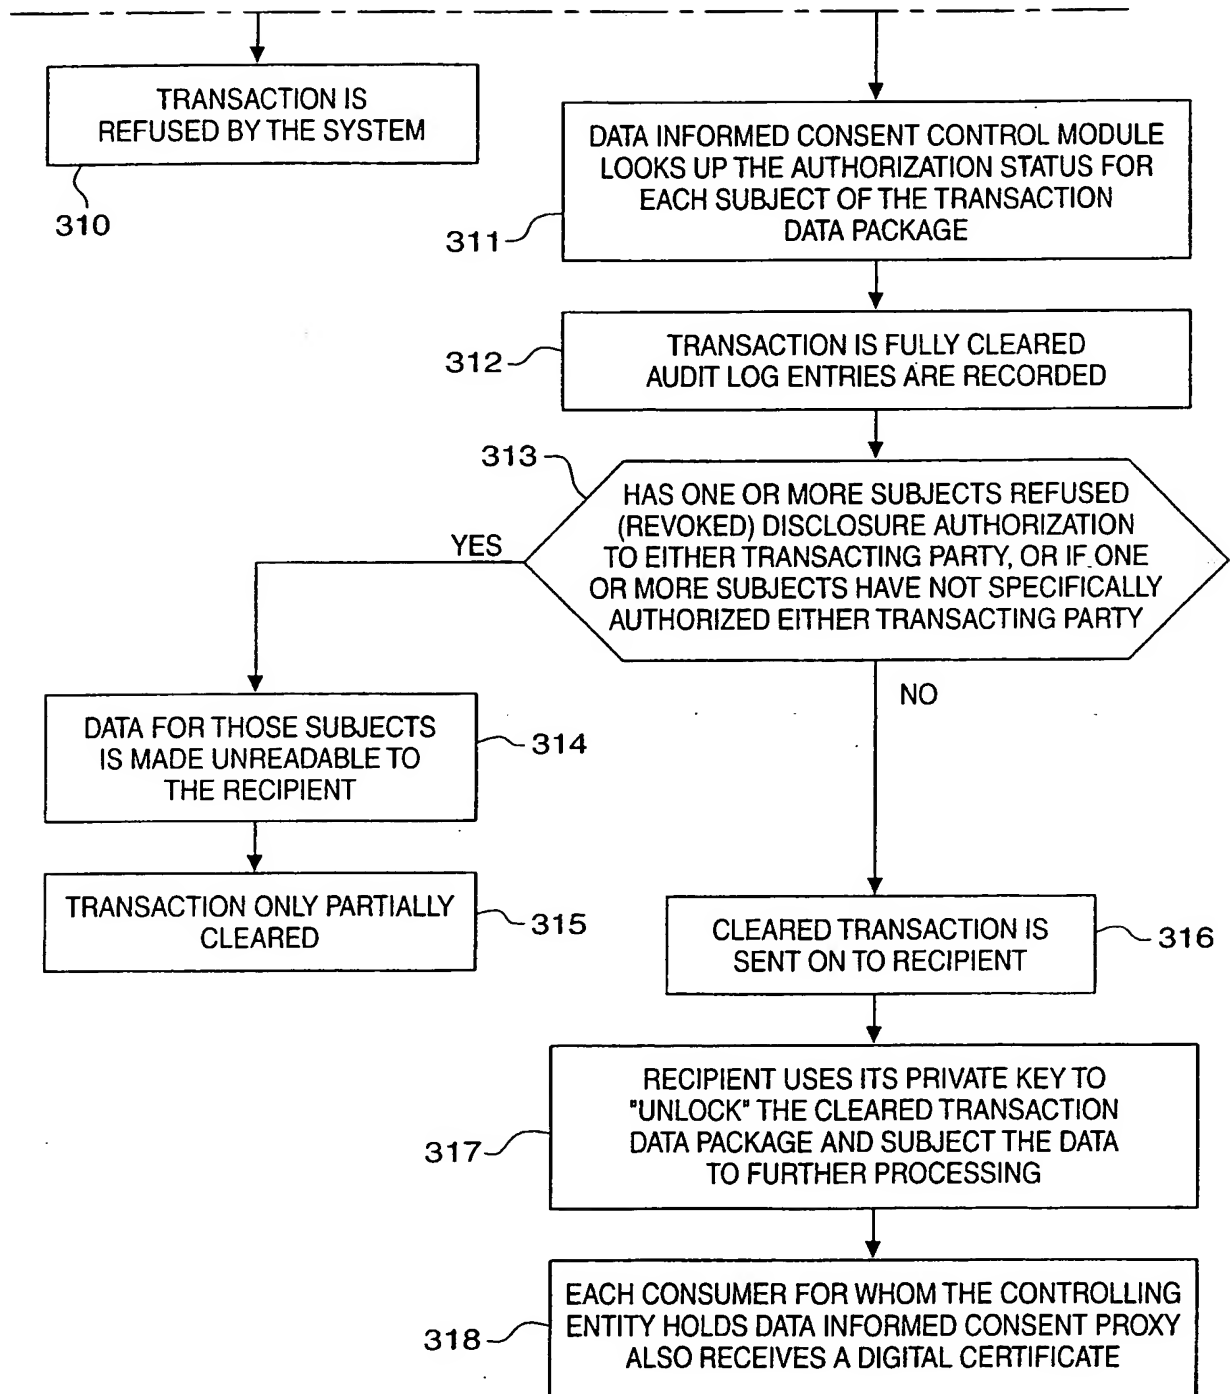 TRANSACTION IS
REFUSED BY THE SYSTEM
310
DATA INFORMED CONSENT CONTROL MODULE
LOOKS UP THE AUTHORIZATION STATUS FOR
EACH SUBJECT OF THE TRANSACTION
DATA PACKAGE
311
TRANSACTION IS FULLY CLEARED
AUDIT LOG ENTRIES ARE RECORDED
312
313
HAS ONE OR MORE SUBJECTS REFUSED
(REVOKED) DISCLOSURE AUTHORIZATION
TO EITHER TRANSACTING PARTY, OR IF ONE
OR MORE SUBJECTS HAVE NOT SPECIFICALLY
AUTHORIZED EITHER TRANSACTING PARTY
YES
NO
DATA FOR THOSE SUBJECTS
IS MADE UNREADABLE TO
THE RECIPIENT
314
TRANSACTION ONLY PARTIALLY
CLEARED
315
CLEARED TRANSACTION IS
SENT ON TO RECIPIENT
316
RECIPIENT USES ITS PRIVATE KEY TO
"UNLOCK" THE CLEARED TRANSACTION
DATA PACKAGE AND SUBJECT THE DATA
TO FURTHER PROCESSING
317
EACH CONSUMER FOR WHOM THE CONTROLLING
ENTITY HOLDS DATA INFORMED CONSENT PROXY
ALSO RECEIVES A DIGITAL CERTIFICATE
318